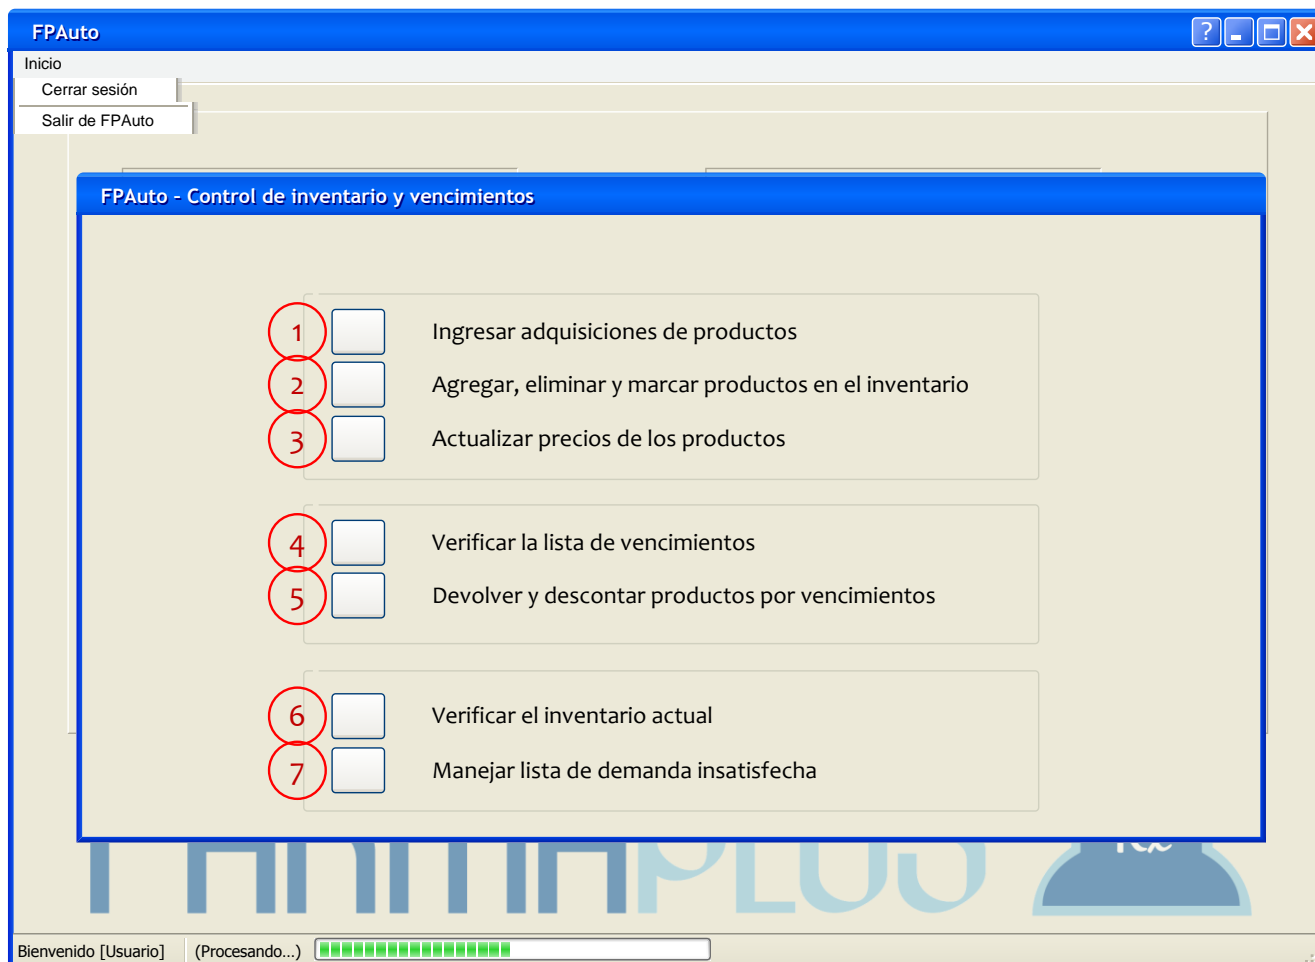 FPAuto
?
Inicio
Cerrar sesión
Salir de FPAuto
FPAuto - Control de inventario y vencimientos
1 Ingresar adquisiciones de productos
2 Agregar, eliminar y marcar productos en el inventario
3 Actualizar precios de los productos
4 Verificar la lista de vencimientos
5 Devolver y descontar productos por vencimientos
6 Verificar el inventario actual
7 Manejar lista de demanda insatisfecha
FARMAPLUS
Bienvenido [Usuario] (Procesando...)